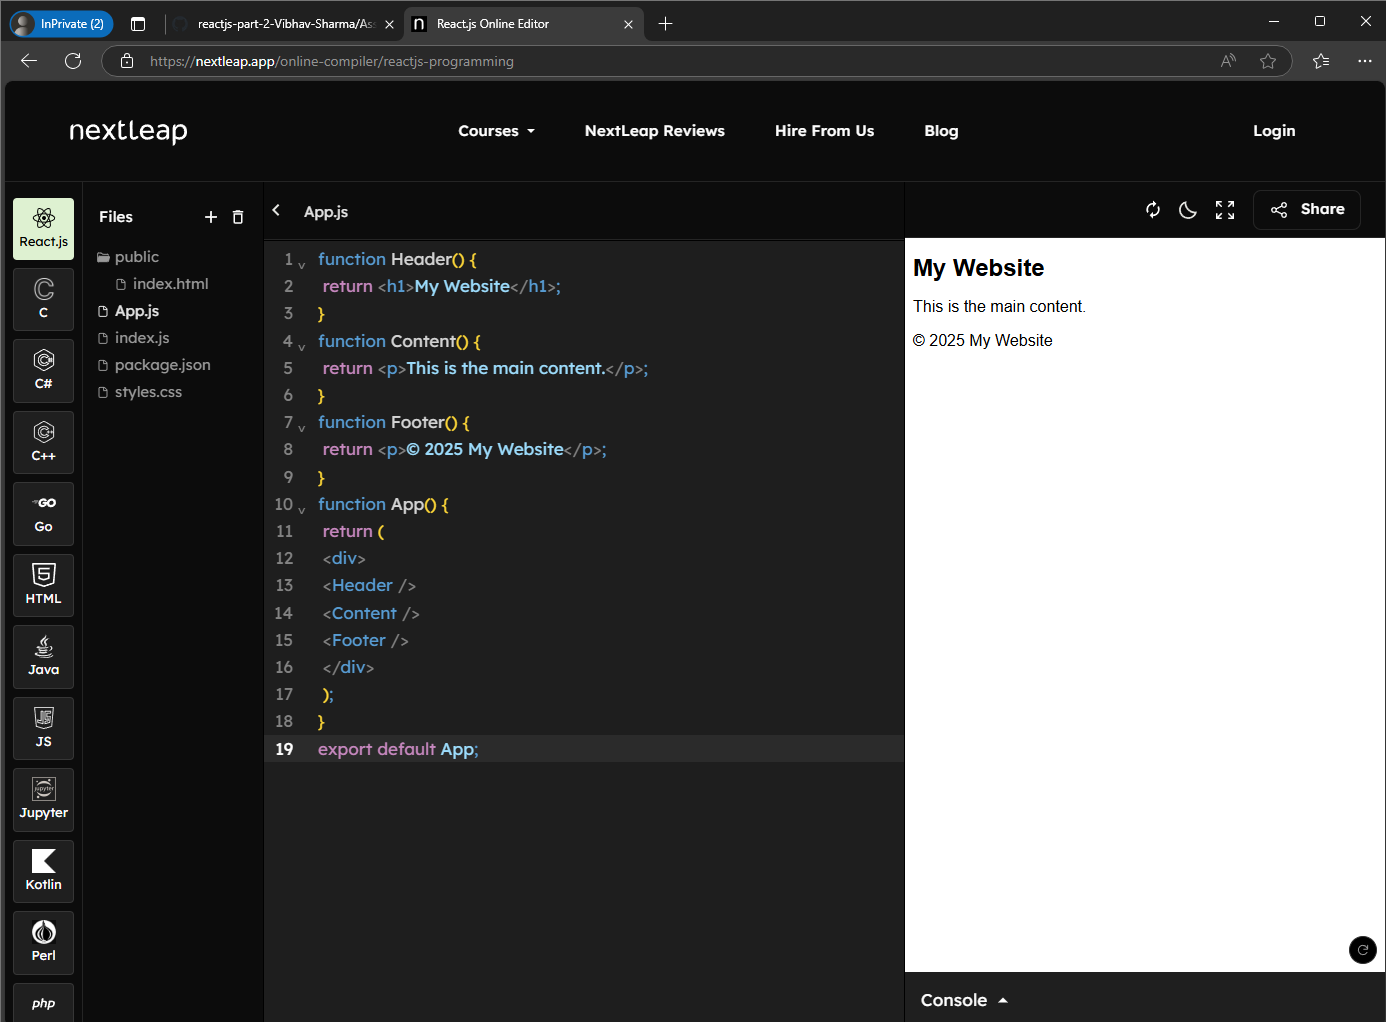 InPrivate (2)
reactjs-part-2-Vibhav-Sharma/Ass
React.js Online Editor
https://nextleap.app/online-compiler/reactjs-programming
nextleap
Courses
NextLeap Reviews
Hire From Us
Blog
Login
React.js
C
C#
C++
Go
HTML
Java
JS
Jupyter
Kotlin
Perl
php
Files
public
index.html
App.js
index.js
package.json
styles.css
App.js
1 function Header() {
2 return <h1>My Website</h1>;
3 }
4 function Content() {
5 return <p>This is the main content.</p>;
6 }
7 function Footer() {
8 return <p>© 2025 My Website</p>;
9 }
10 function App() {
11 return (
12 <div>
13 <Header />
14 <Content />
15 <Footer />
16 </div>
17 );
18 }
19 export default App;
Share
My Website
This is the main content.
© 2025 My Website
Console